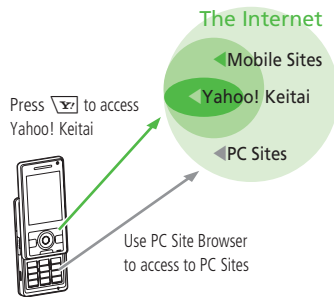 The Internet
Mobile Sites
Yahoo! Keitai
PC Sites
Press Y! to access
Yahoo! Keitai
Use PC Site Browser
to access to PC Sites